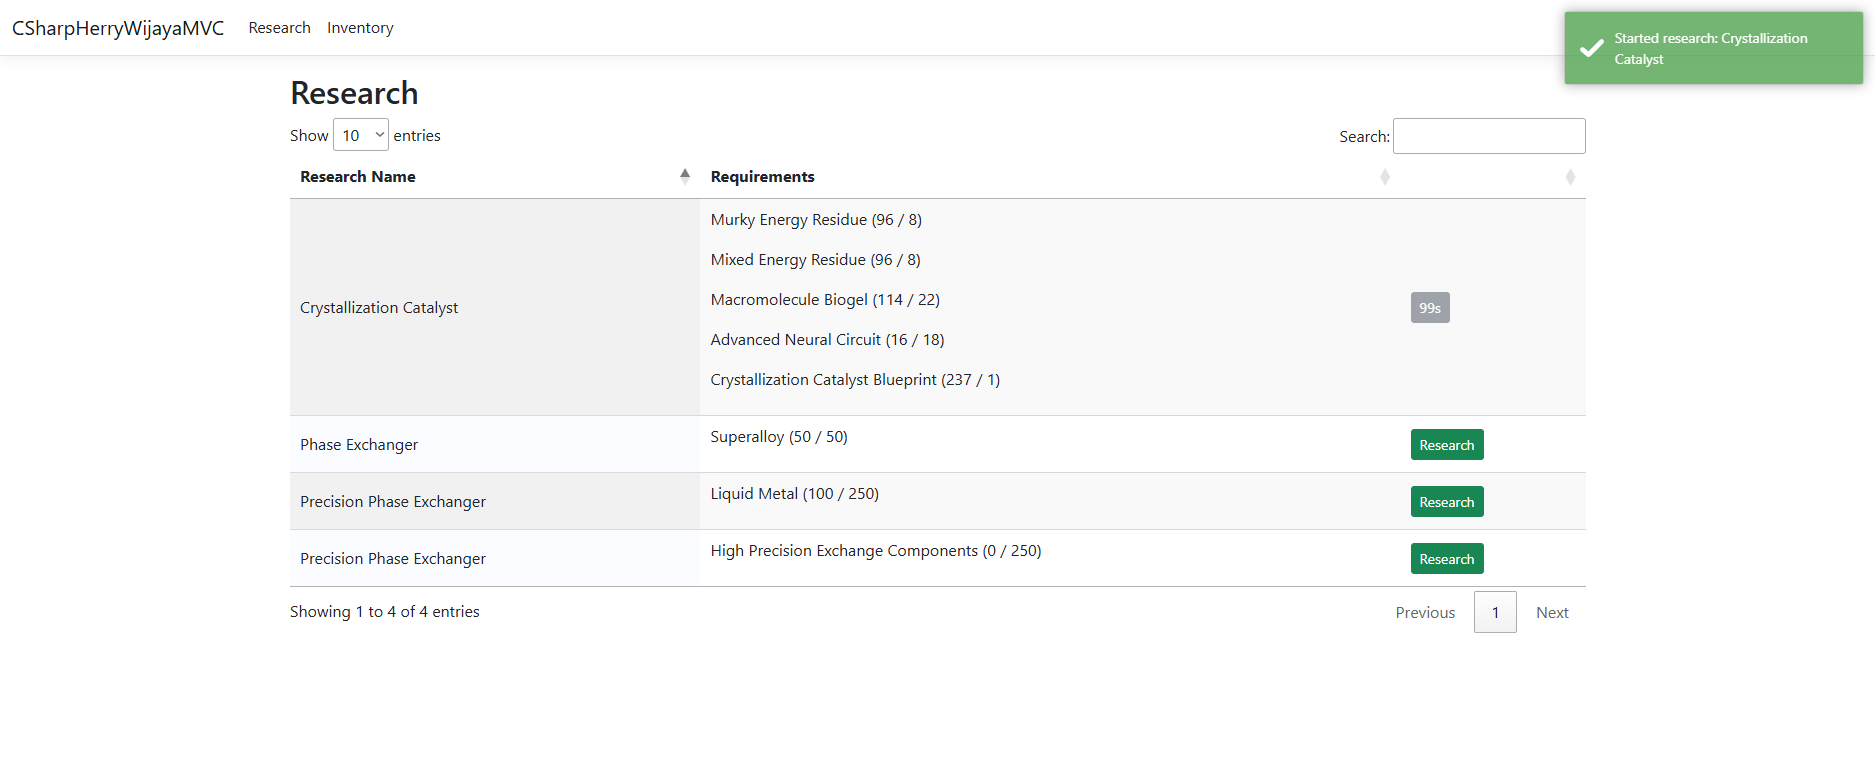 CSharpHerryWijayaMVC Research Inventory
Started research: Crystallization
Catalyst
Research
Show 10 entries
Search:
Research Name Requirements
Crystallization Catalyst
Murky Energy Residue (96 / 8)
Mixed Energy Residue (96 / 8)
Macromolecule Biogel (114 / 22)
Advanced Neural Circuit (16 / 18)
Crystallization Catalyst Blueprint (237 / 1)
99s
Phase Exchanger Superalloy (50 / 50) Research
Precision Phase Exchanger Liquid Metal (100 / 250) Research
Precision Phase Exchanger High Precision Exchange Components (0 / 250) Research
Showing 1 to 4 of 4 entries
Previous 1 Next